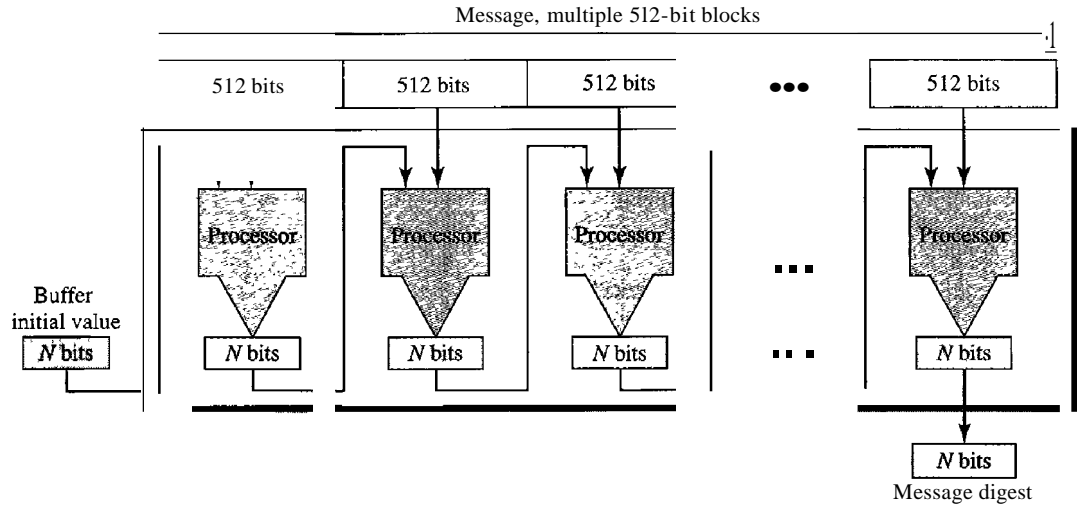 Message, multiple 512-bit blocks
512 bits 512 bits 512 bits 512 bits
Processor Processor Processor Processor
Buffer
initial value
N bits N bits N bits N bits N bits
N bits
Message digest